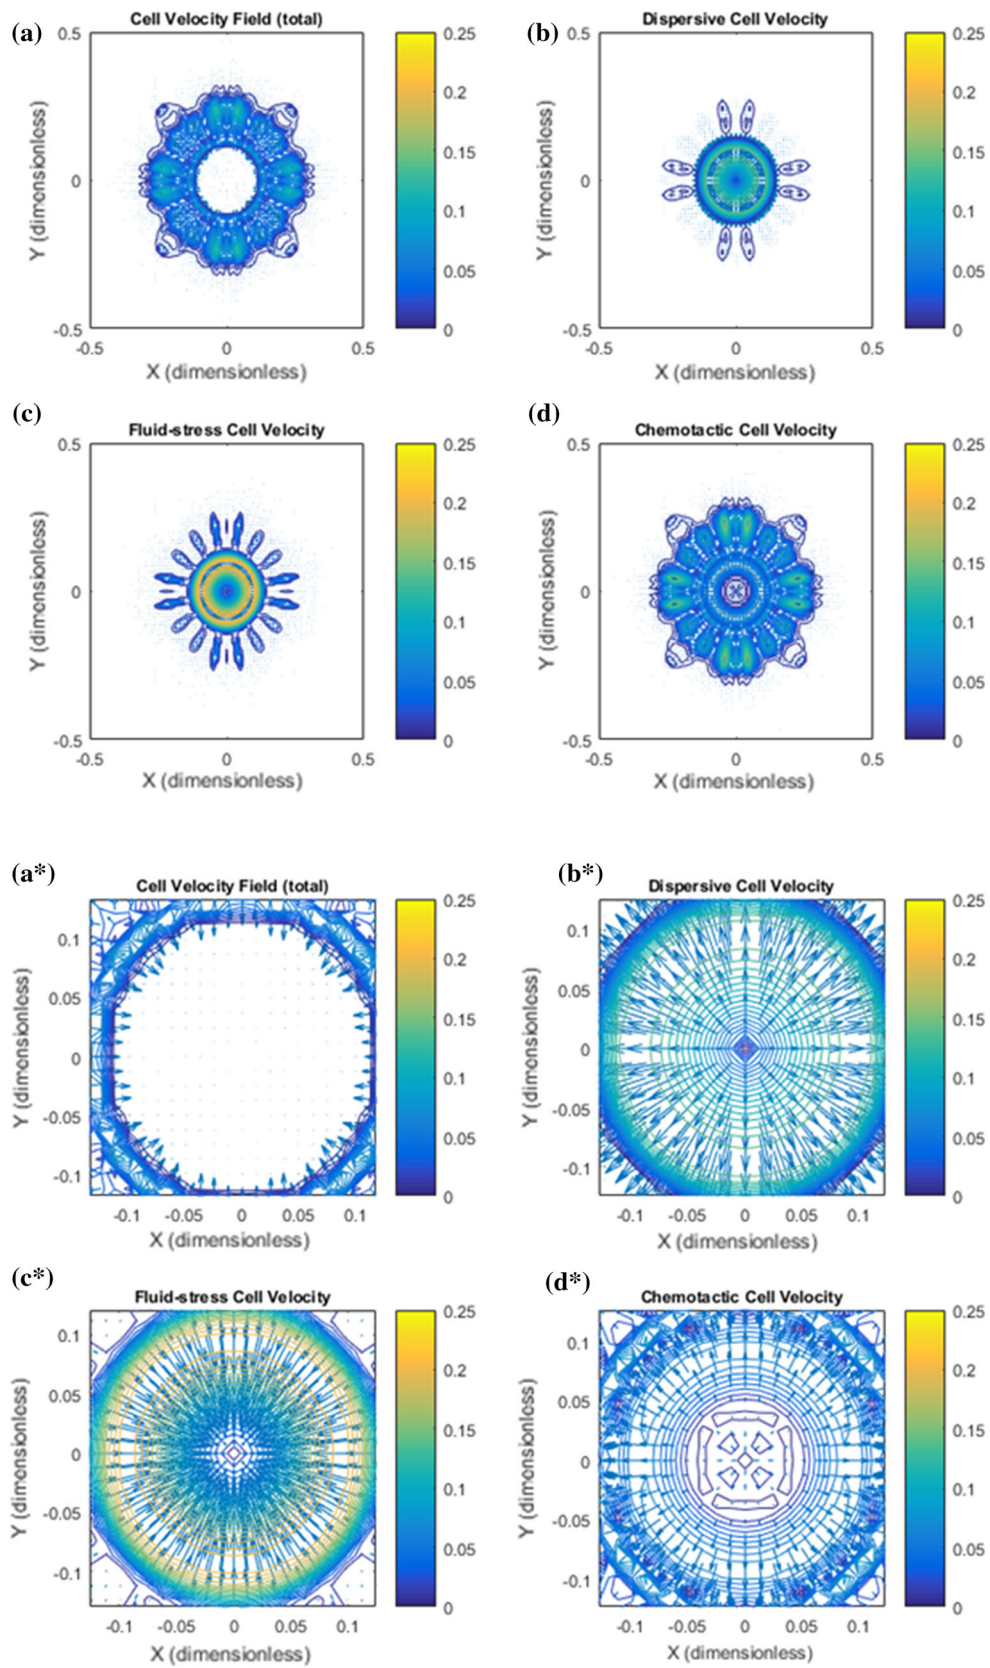 (a)
Cell Velocity Field (total)
0.5
0
-0.5
-0.5 0 0.5
X (dimensionless)
Y (dimensionless)
0.25
0.2
0.15
0.1
0.05
0
(b)
Dispersive Cell Velocity
0.5
0
-0.5
-0.5 0 0.5
X (dimensionless)
Y (dimensionless)
0.25
0.2
0.15
0.1
0.05
0
(c)
Fluid-stress Cell Velocity
0.5
0
-0.5
-0.5 0 0.5
X (dimensionless)
Y (dimensionless)
0.25
0.2
0.15
0.1
0.05
0
(d)
Chemotactic Cell Velocity
0.5
0
-0.5
-0.5 0 0.5
X (dimensionless)
Y (dimensionless)
0.25
0.2
0.15
0.1
0.05
0
(a*)
Cell Velocity Field (total)
0.1
0.05
0
-0.05
-0.1
-0.1 -0.05 0 0.05 0.1
X (dimensionless)
Y (dimensionless)
0.25
0.2
0.15
0.1
0.05
0
(b*)
Dispersive Cell Velocity
0.1
0.05
0
-0.05
-0.1
-0.1 -0.05 0 0.05 0.1
X (dimensionless)
Y (dimensionless)
0.25
0.2
0.15
0.1
0.05
0
(c*)
Fluid-stress Cell Velocity
0.1
0.05
0
-0.05
-0.1
-0.1 -0.05 0 0.05 0.1
X (dimensionless)
Y (dimensionless)
0.25
0.2
0.15
0.1
0.05
0
(d*)
Chemotactic Cell Velocity
0.1
0.05
0
-0.05
-0.1
-0.1 -0.05 0 0.05 0.1
X (dimensionless)
Y (dimensionless)
0.25
0.2
0.15
0.1
0.05
0